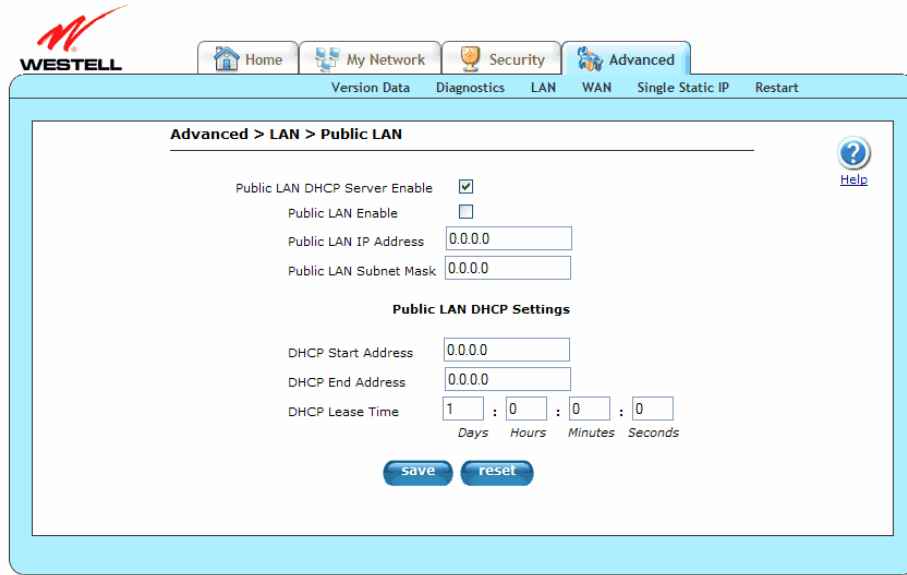 WESTELL
Home My Network Security Advanced
Version Data Diagnostics LAN WAN Single Static IP Restart
Advanced > LAN > Public LAN
Help
Public LAN DHCP Server Enable
Public LAN Enable
Public LAN IP Address 0.0.0.0
Public LAN Subnet Mask 0.0.0.0
Public LAN DHCP Settings
DHCP Start Address 0.0.0.0
DHCP End Address 0.0.0.0
DHCP Lease Time 1 : 0 : 0 : 0
Days Hours Minutes Seconds
save reset